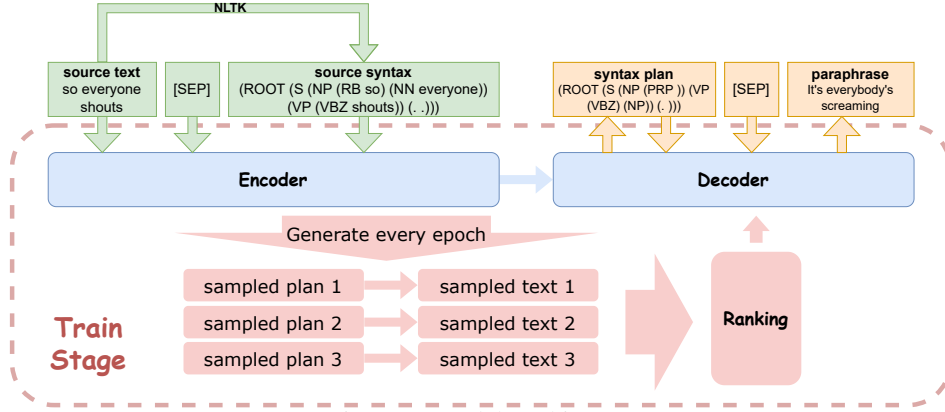 NLTK
source text
so everyone
shouts
[SEP]
source syntax
(ROOT (S (NP (RB so) (NN everyone))
(VP (VBZ shouts)) (. .)))
syntax plan
(ROOT (S (NP (PRP )) (VP
(VBZ) (NP)) (. )))
[SEP]
paraphrase
It's everybody's
screaming
Encoder
Decoder
Generate every epoch
sampled plan 1
sampled text 1
sampled plan 2
sampled text 2
sampled plan 3
sampled text 3
Ranking
Train
Stage